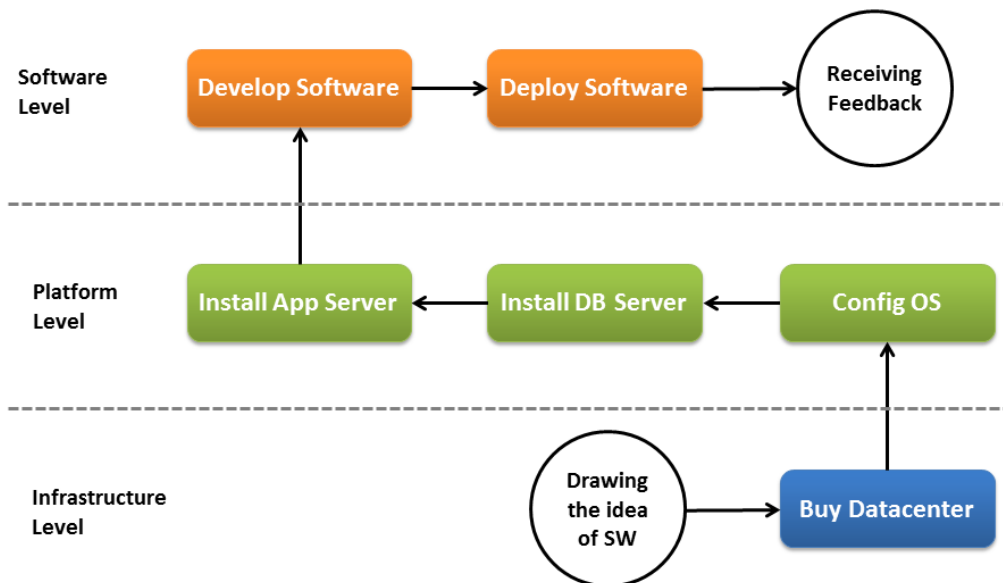 Software
Level
Develop Software
Deploy Software
Receiving
Feedback
Platform
Level
Install App Server
Install DB Server
Config OS
Infrastructure
Level
Drawing
the idea
of SW
Buy Datacenter